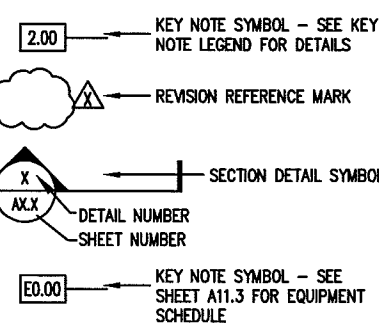 2.00
KEY NOTE SYMBOL - SEE KEY
NOTE LEGEND FOR DETAILS
X
REVISION REFERENCE MARK
SECTION DETAIL SYMBOL
X
AX.X
DETAIL NUMBER
SHEET NUMBER
E0.00
KEY NOTE SYMBOL - SEE
SHEET A11.3 FOR EQUIPMENT
SCHEDULE